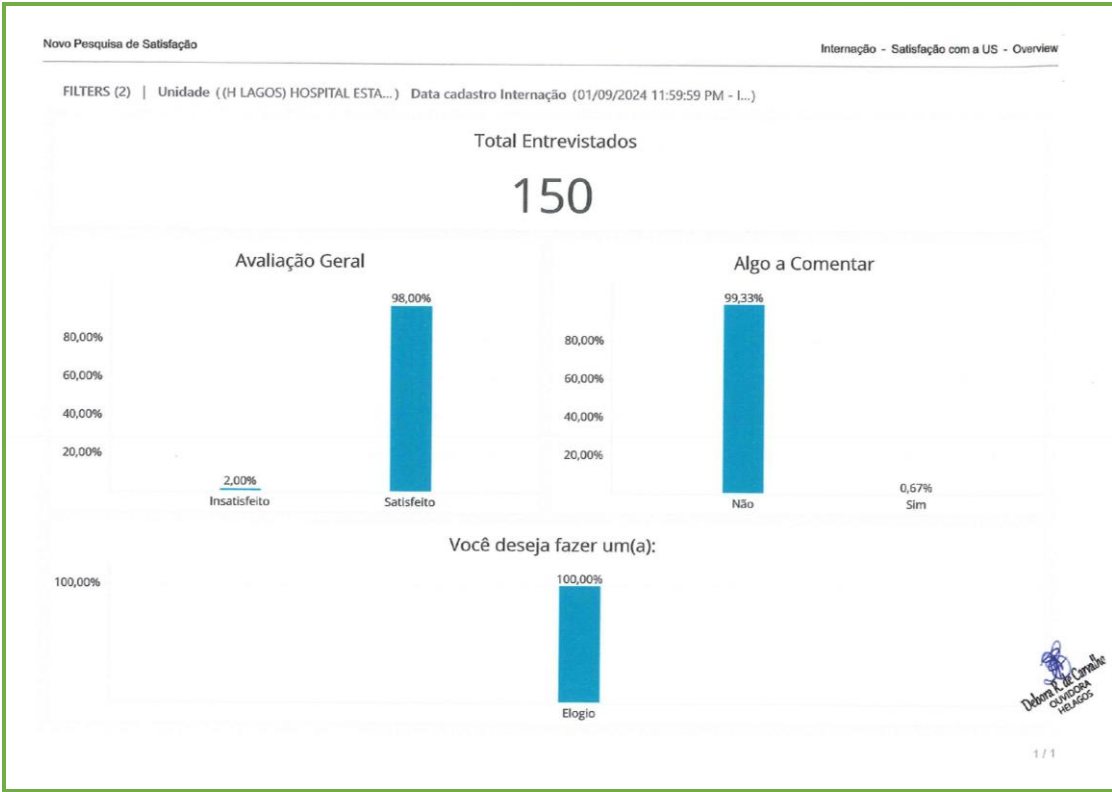 Novo Pesquisa de Satisfação
Internação - Satisfação com a US - Overview
FILTERS (2) | Unidade ((H LAGOS) HOSPITAL ESTA...) Data cadastro Internação (01/09/2024 11:59:59 PM - I...)
Total Entrevistados
150
Avaliação Geral
98,00%
80,00%
60,00%
40,00%
20,00%
2,00%
Insatisfeito
Satisfeito
Algo a Comentar
99,33%
80,00%
60,00%
40,00%
20,00%
0,67%
Não
Sim
Você deseja fazer um(a):
100,00%
100,00%
Elogio
Debora R. de Carvalho
OUVIDORA
HELAGOS
1 / 1